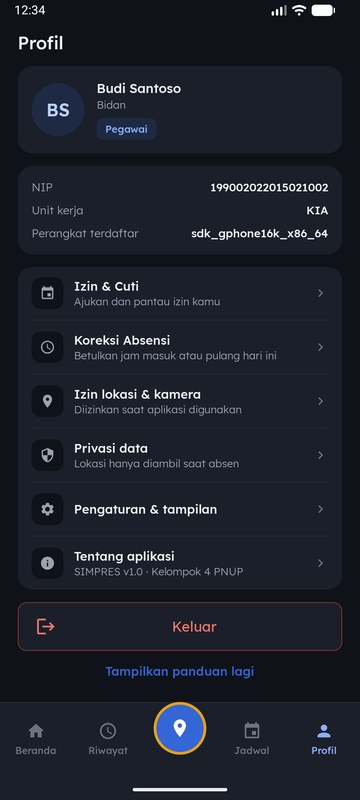 12:34
Profil
BS
Budi Santoso
Bidan
Pegawai
NIP 199002022015021002
Unit kerja KIA
Perangkat terdaftar sdk_gphone16k_x86_64
Izin & Cuti
Ajukan dan pantau izin kamu
Koreksi Absensi
Betulkan jam masuk atau pulang hari ini
Izin lokasi & kamera
Diizinkan saat aplikasi digunakan
Privasi data
Lokasi hanya diambil saat absen
Pengaturan & tampilan
Tentang aplikasi
SIMPRES v1.0 · Kelompok 4 PNUP
Keluar
Tampilkan panduan lagi
Beranda Riwayat Jadwal Profil